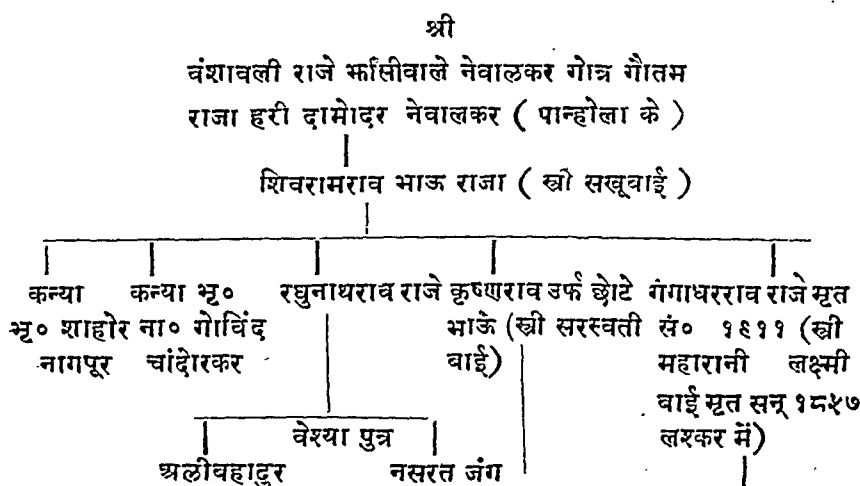 श्री
वंशावली राजे झाँसीवाले नेवालकर गोत्र गौतम
राजा हरी दामोदर नेवालकर ( पान्होला के )
शिवरामराव भाऊ राजा ( स्त्री सखूबाई )
कन्या कन्या भृ० रघुनाथराव राजे कृष्णराव उर्फ छोटे गंगाधरराव राजे मृत
भृ० शाहोर ना० गोविंद भाऊ (स्त्री सरस्वती सं० १९११ (स्त्री
नागपूर चांदोरकर बाई) महारानी लक्ष्मी
बाई मृत सन् १८५७
वेश्या पुत्र लश्कर में)
अलीबहादुर नसरत जंग